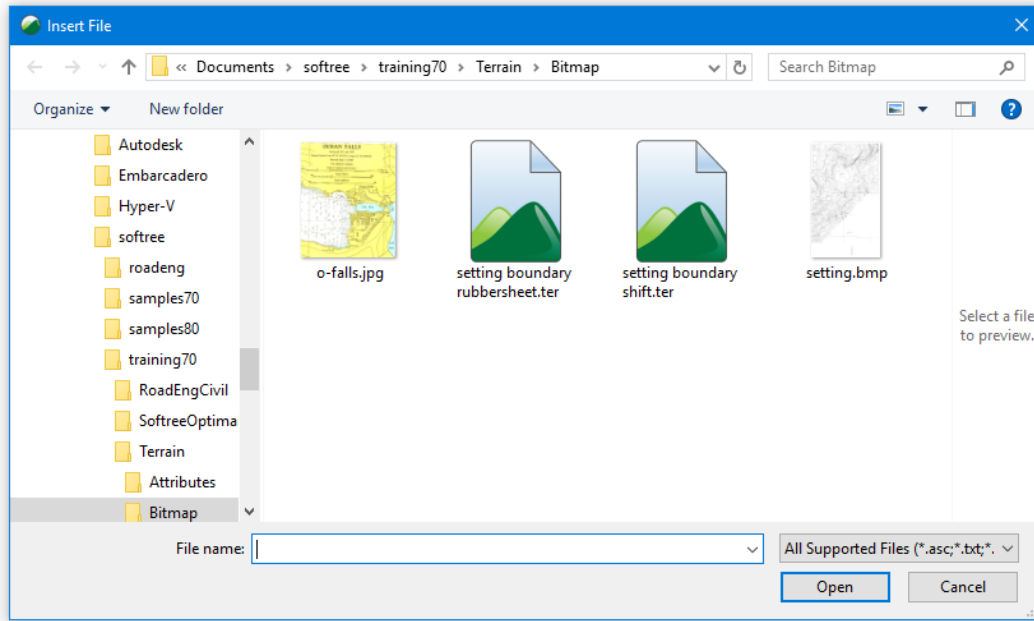 Insert File
« Documents > softree > training70 > Terrain > Bitmap
Search Bitmap
Organize
New folder
Autodesk
Embarcadero
Hyper-V
softree
roadeng
samples70
samples80
training70
RoadEngCivil
SoftreeOptima
Terrain
Attributes
Bitmap
OCEAN FALLS
o-falls.jpg
setting boundary
rubbersheet.ter
setting boundary
shift.ter
setting.bmp
Select a file
to preview.
File name:
All Supported Files (*.asc;*.txt;*.
Open
Cancel